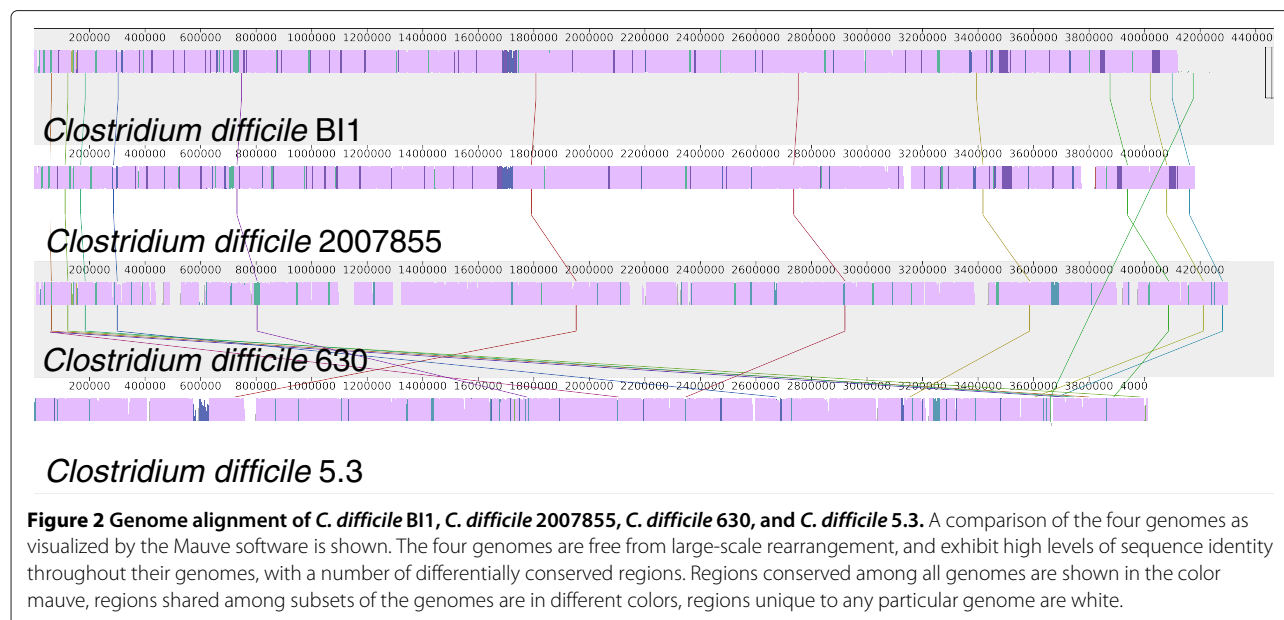 200000 400000 600000 800000 1000000 1200000 1400000 1600000 1800000 2000000 2200000 2400000 2600000 2800000 3000000 3200000 3400000 3600000 3800000 4000000 4200000 4400000
Clostridium difficile BI1
200000 400000 600000 800000 1000000 1200000 1400000 1600000 1800000 2000000 2200000 2400000 2600000 2800000 3000000 3200000 3400000 3600000 3800000 4000000
Clostridium difficile 2007855
200000 400000 600000 800000 1000000 1200000 1400000 1600000 1800000 2000000 2200000 2400000 2600000 2800000 3000000 3200000 3400000 3600000 3800000 4000000 4200000
Clostridium difficile 630
200000 400000 600000 800000 1000000 1200000 1400000 1600000 1800000 2000000 2200000 2400000 2600000 2800000 3000000 3200000 3400000 3600000 3800000 4000
Clostridium difficile 5.3
Figure 2 Genome alignment of C. difficile BI1, C. difficile 2007855, C. difficile 630, and C. difficile 5.3. A comparison of the four genomes as
visualized by the Mauve software is shown. The four genomes are free from large-scale rearrangement, and exhibit high levels of sequence identity
throughout their genomes, with a number of differentially conserved regions. Regions conserved among all genomes are shown in the color
mauve, regions shared among subsets of the genomes are in different colors, regions unique to any particular genome are white.